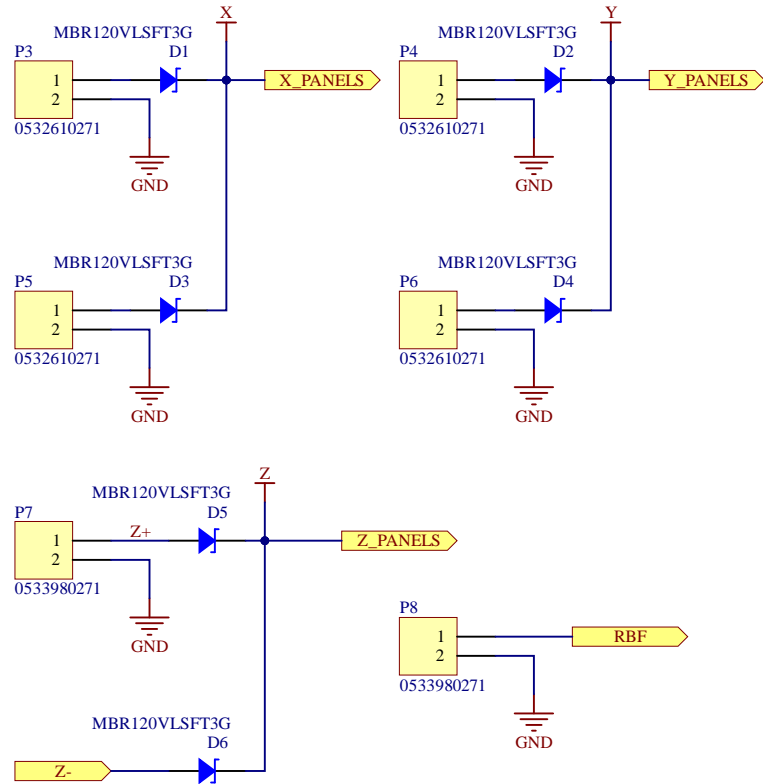 X
MBR120VLSFT3G
P3
D1
1
2
X_PANELS
0532610271
GND
Y
MBR120VLSFT3G
P4
D2
1
2
Y_PANELS
0532610271
GND
MBR120VLSFT3G
P5
D3
1
2
0532610271
GND
MBR120VLSFT3G
P6
D4
1
2
0532610271
GND
Z
MBR120VLSFT3G
P7
D5
1
Z+
2
Z_PANELS
0533980271
GND
P8
1
2
RBF
0533980271
GND
MBR120VLSFT3G
D6
Z-